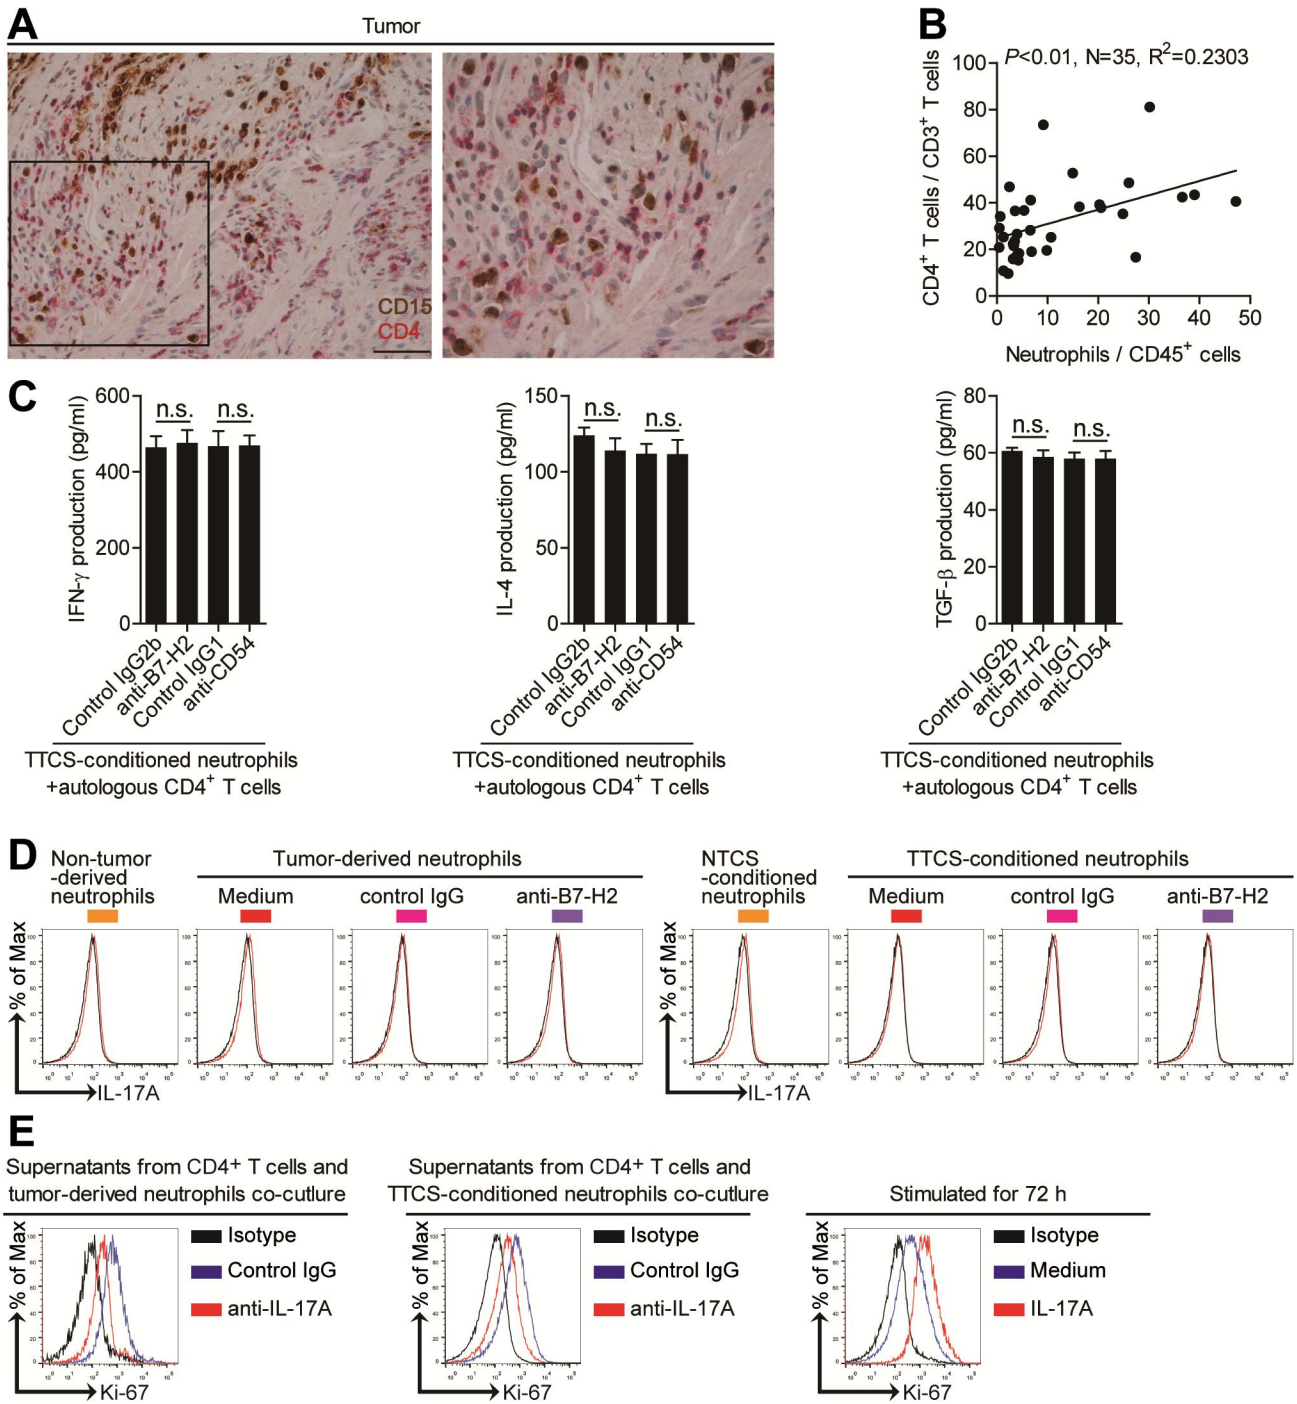 A
Tumor
CD15
CD4
B
P<0.01, N=35, R²=0.2303
CD4⁺ T cells / CD3⁺ T cells
100
80
60
40
20
0
0 10 20 30 40 50
Neutrophils / CD45⁺ cells
C
IFN-γ production (pg/ml)
600
400
200
0
n.s. n.s.
Control IgG2b
anti-B7-H2
Control IgG1
anti-CD54
TTCS-conditioned neutrophils
+autologous CD4⁺ T cells
IL-4 production (pg/ml)
150
100
50
0
n.s. n.s.
Control IgG2b
anti-B7-H2
Control IgG1
anti-CD54
TTCS-conditioned neutrophils
+autologous CD4⁺ T cells
TGF-β production (pg/ml)
80
60
40
20
0
n.s. n.s.
Control IgG2b
anti-B7-H2
Control IgG1
anti-CD54
TTCS-conditioned neutrophils
+autologous CD4⁺ T cells
D
Non-tumor
-derived
neutrophils
Tumor-derived neutrophils
Medium control IgG anti-B7-H2
% of Max
IL-17A
NTCS
-conditioned
neutrophils
TTCS-conditioned neutrophils
Medium control IgG anti-B7-H2
% of Max
IL-17A
E
Supernatants from CD4+ T cells and
tumor-derived neutrophils co-cutlure
% of Max
Isotype
Control IgG
anti-IL-17A
Ki-67
Supernatants from CD4⁺ T cells and
TTCS-conditioned neutrophils co-cutlure
% of Max
Isotype
Control IgG
anti-IL-17A
Ki-67
Stimulated for 72 h
% of Max
Isotype
Medium
IL-17A
Ki-67